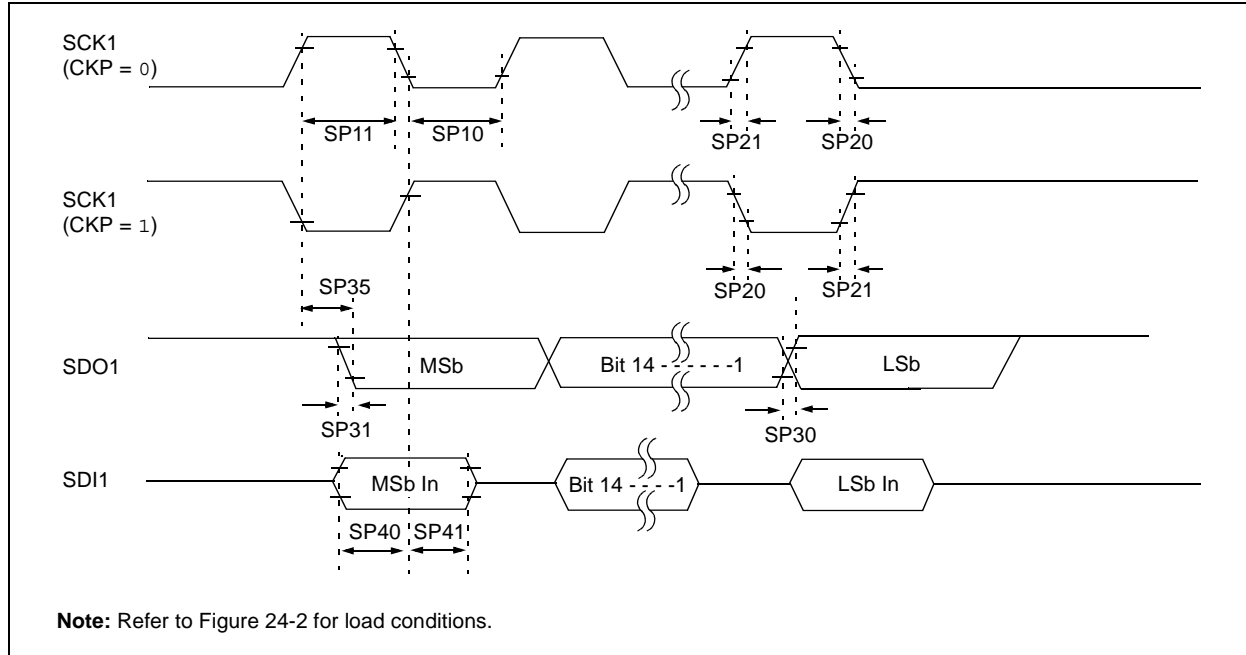 SCK1
(CKP = 0)
SP11
SP10
SP21
SP20
SCK1
(CKP = 1)
SP35
SP20
SP21
SDO1
MSb
Bit 14 - - - - - -1
LSb
SP31
SP30
SDI1
MSb In
Bit 14 - - - -1
LSb In
SP40
SP41
Note: Refer to Figure 24-2 for load conditions.